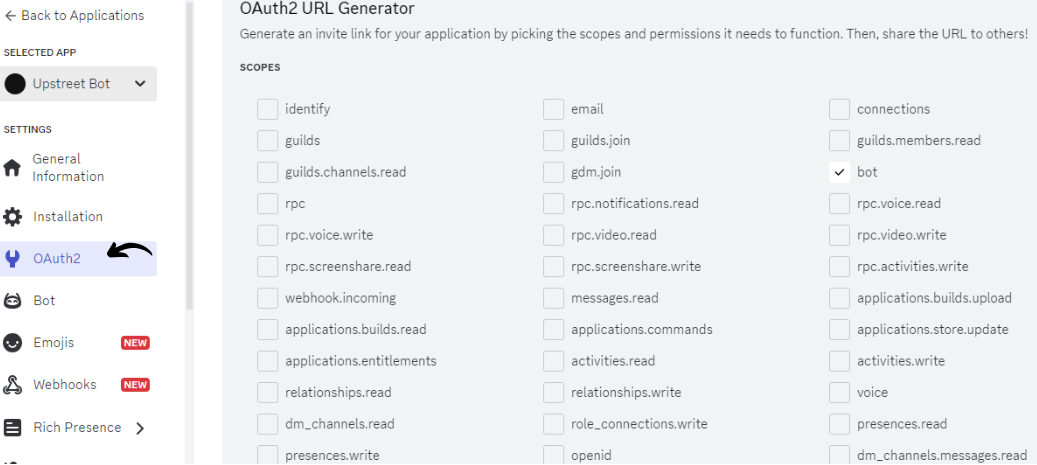 Back to Applications
SELECTED APP
Upstreet Bot
SETTINGS
General
Information
Installation
OAuth2
Bot
Emojis NEW
Webhooks NEW
Rich Presence
OAuth2 URL Generator
Generate an invite link for your application by picking the scopes and permissions it needs to function. Then, share the URL to others!
SCOPES
identify email connections
guilds guilds.join guilds.members.read
guilds.channels.read gdm.join bot
rpc rpc.notifications.read rpc.voice.read
rpc.voice.write rpc.video.read rpc.video.write
rpc.screenshare.read rpc.screenshare.write rpc.activities.write
webhook.incoming messages.read applications.builds.upload
applications.builds.read applications.commands applications.store.update
applications.entitlements activities.read activities.write
relationships.read relationships.write voice
dm_channels.read role_connections.write presences.read
presences.write openid dm_channels.messages.read